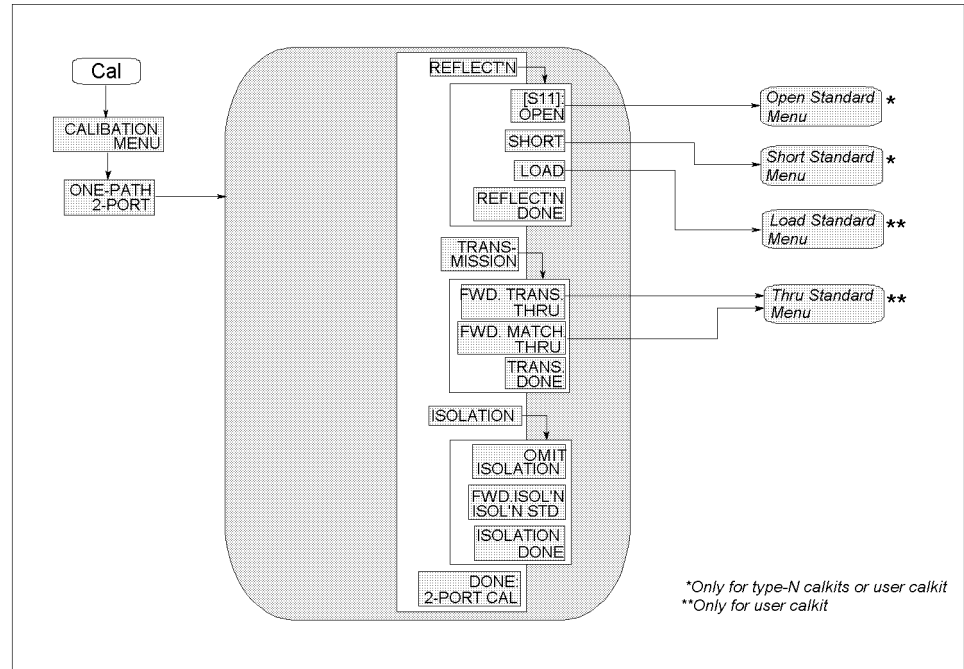 Cal
CALIBATION
MENU
ONE-PATH
2-PORT
REFLECT'N
[S11]:
OPEN
SHORT
LOAD
REFLECT'N
DONE
TRANS-
MISSION
FWD. TRANS.
THRU
FWD. MATCH.
THRU
TRANS.
DONE
ISOLATION
OMIT
ISOLATION
FWD.ISOL'N
ISOL'N STD
ISOLATION
DONE
DONE:
2-PORT CAL
Open Standard *
Menu
Short Standard *
Menu
Load Standard **
Menu
Thru Standard **
Menu
*Only for type-N calkits or user calkit
**Only for user calkit